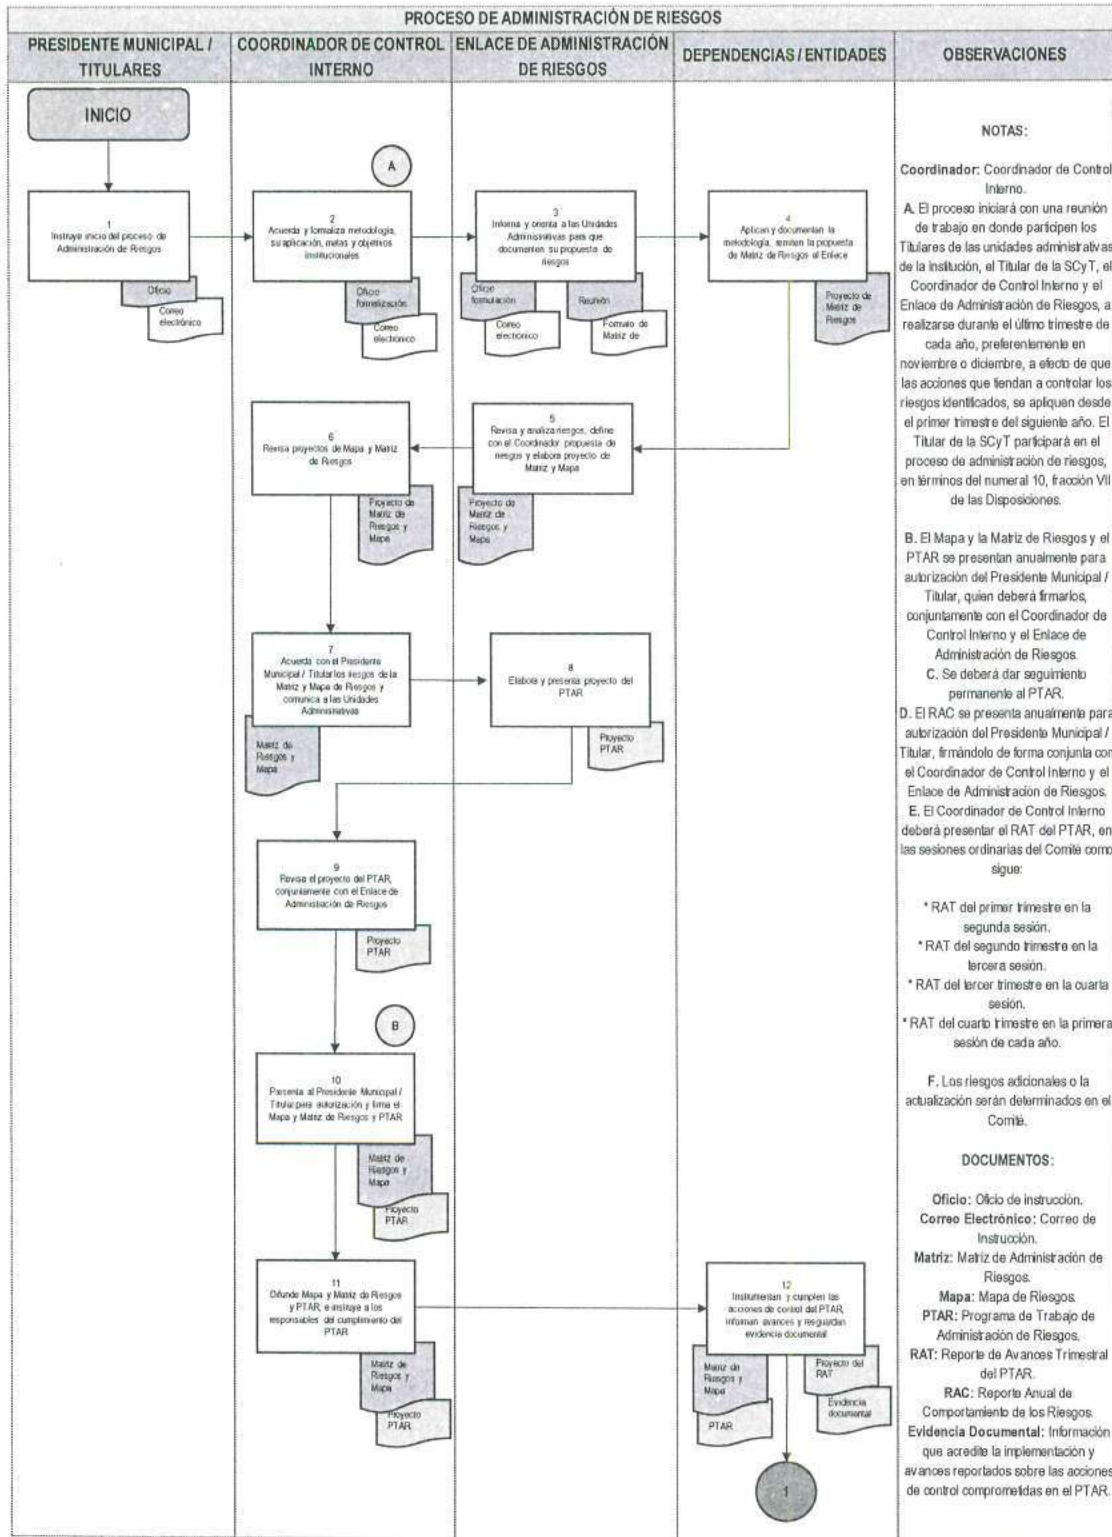 PROCESO DE ADMINISTRACIÓN DE RIESGOS
PRESIDENTE MUNICIPAL /
TITULARES
COORDINADOR DE CONTROL
INTERNO
ENLACE DE ADMINISTRACIÓN
DE RIESGOS
DEPENDENCIAS / ENTIDADES
OBSERVACIONES
INICIO
1
Instruye inicio del proceso de
Administración de Riesgos
Oficio
Correo
electrónico
A
2
Acuerda y formaliza metodología,
su aplicación, metas y objetivos
institucionales
Oficio
formalización
Correo
electrónico
3
Informa y orienta a las Unidades
Administrativas para que
documenten su propuesta de
riesgos
Oficio
formulación
Correo
electrónico
Reunión
Formato de
Matriz de
4
Aplican y documentan la
metodología, remiten la propuesta
de Matriz de Riesgos al Enlace
Proyecto de
Matriz de
Riesgos
5
Revisa y analiza riesgos, define
con el Coordinador propuesta de
riesgos y elabora proyecto de
Matriz y Mapa
Proyecto de
Matriz de
Riesgos y
Mapa
6
Revisa proyectos de Mapa y Matriz
de Riesgos
Proyecto de
Matriz de
Riesgos y
Mapa
7
Acuerda con el Presidente
Municipal / Titular los riesgos de la
Matriz y Mapa de Riesgos y
comunica a las Unidades
Administrativas
Matriz de
Riesgos y
Mapa
8
Elabora y presenta proyecto del
PTAR
Proyecto
PTAR
9
Revisa el proyecto del PTAR,
conjuntamente con el Enlace de
Administración de Riesgos
Proyecto
PTAR
B
10
Presenta al Presidente Municipal /
Titular para autorización y firma el
Mapa y Matriz de Riesgos y PTAR
Matriz de
Riesgos y
Mapa
Proyecto
PTAR
11
Difunde Mapa y Matriz de Riesgos
y PTAR, e instruye a los
responsables del cumplimiento del
PTAR
Matriz de
Riesgos y
Mapa
Proyecto
PTAR
12
Instrumentan y cumplen las
acciones de control del PTAR,
informan avances y resguardan
evidencia documental
Matriz de
Riesgos y
Mapa
PTAR
Proyecto del
RAT
Evidencia
documental
1
NOTAS:
Coordinador: Coordinador de Control
Interno.
A. El proceso iniciará con una reunión
de trabajo en donde participen los
Titulares de las unidades administrativas
de la institución, el Titular de la SCyT, el
Coordinador de Control Interno y el
Enlace de Administración de Riesgos, a
realizarse durante el último trimestre de
cada año, preferentemente en
noviembre o diciembre, a efecto de que
las acciones que tiendan a controlar los
riesgos identificados, se apliquen desde
el primer trimestre del siguiente año. El
Titular de la SCyT participará en el
proceso de administración de riesgos,
en términos del numeral 10, fracción VII
de las Disposiciones.
B. El Mapa y la Matriz de Riesgos y el
PTAR se presentan anualmente para
autorización del Presidente Municipal /
Titular, quien deberá firmarlos,
conjuntamente con el Coordinador de
Control Interno y el Enlace de
Administración de Riesgos.
C. Se deberá dar seguimiento
permanente al PTAR.
D. El RAC se presenta anualmente para
autorización del Presidente Municipal /
Titular, firmándolo de forma conjunta con
el Coordinador de Control Interno y el
Enlace de Administración de Riesgos.
E. El Coordinador de Control Interno
deberá presentar el RAT del PTAR, en
las sesiones ordinarias del Comité como
sigue:
* RAT del primer trimestre en la
segunda sesión.
* RAT del segundo trimestre en la
tercera sesión.
* RAT del tercer trimestre en la cuarta
sesión.
* RAT del cuarto trimestre en la primera
sesión de cada año.
F. Los riesgos adicionales o la
actualización serán determinados en el
Comité.
DOCUMENTOS:
Oficio: Oficio de instrucción.
Correo Electrónico: Correo de
Instrucción.
Matriz: Matriz de Administración de
Riesgos.
Mapa: Mapa de Riesgos.
PTAR: Programa de Trabajo de
Administración de Riesgos.
RAT: Reporte de Avances Trimestral
del PTAR.
RAC: Reporte Anual de
Comportamiento de los Riesgos.
Evidencia Documental: Información
que acredite la implementación y
avances reportados sobre las acciones
de control comprometidas en el PTAR.